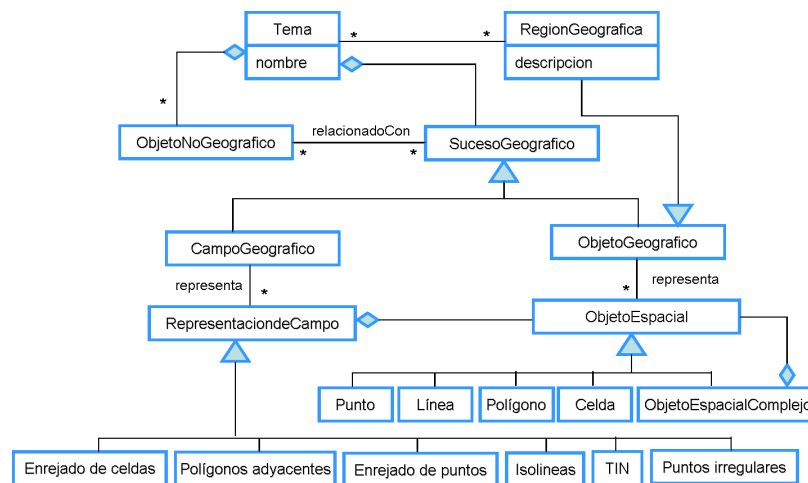 Tema
RegionGeografica
*
*
nombre
descripcion
*
relacionadoCon
ObjetoNoGeografico
SucesoGeografico
*
*
CampoGeografico
ObjetoGeografico
representa
*
*
representa
RepresentaciondeCampo
ObjetoEspacial
Punto
Línea
Polígono
Celda
ObjetoEspacialComplejo
Enrejado de celdas
Polígonos adyacentes
Enrejado de puntos
Isolineas
TIN
Puntos irregulares